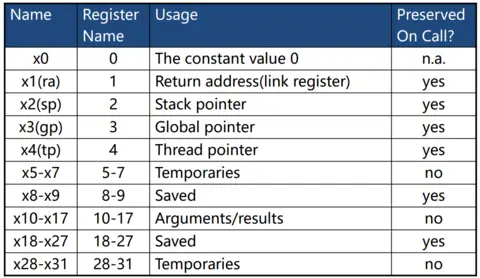 Name Register Name Usage Preserved On Call?
x0 0 The constant value 0 n.a.
x1(ra) 1 Return address(link register) yes
x2(sp) 2 Stack pointer yes
x3(gp) 3 Global pointer yes
x4(tp) 4 Thread pointer yes
x5-x7 5-7 Temporaries no
x8-x9 8-9 Saved yes
x10-x17 10-17 Arguments/results no
x18-x27 18-27 Saved yes
x28-x31 28-31 Temporaries no